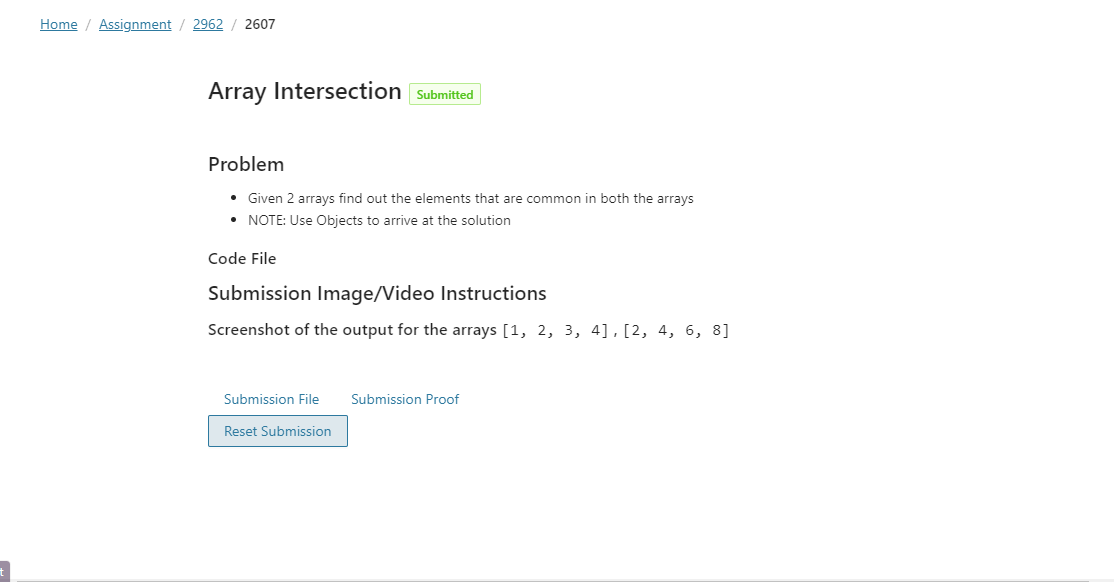 Home / Assignment / 2962 / 2607
Array Intersection Submitted
Problem
• Given 2 arrays find out the elements that are common in both the arrays
• NOTE: Use Objects to arrive at the solution
Code File
Submission Image/Video Instructions
Screenshot of the output for the arrays [1, 2, 3, 4],[2, 4, 6, 8]
Submission File Submission Proof
Reset Submission
t